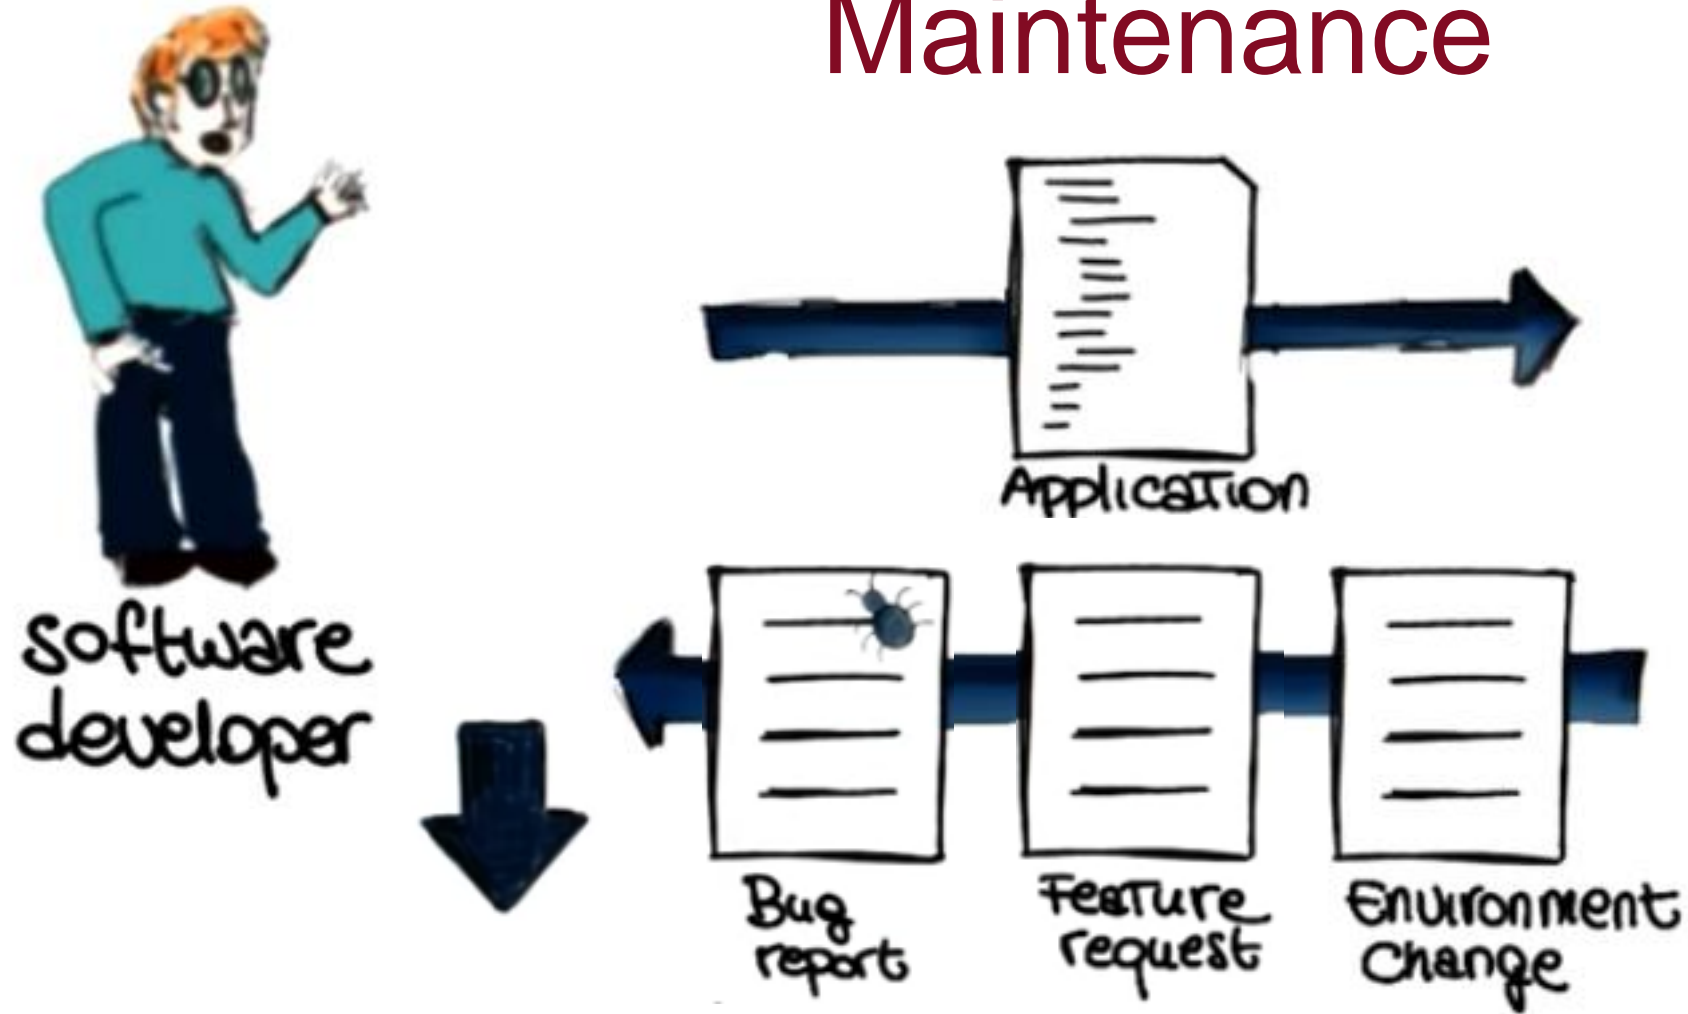 Maintenance
Application
software
developer
Bug
report
Feature
request
Environment
Change